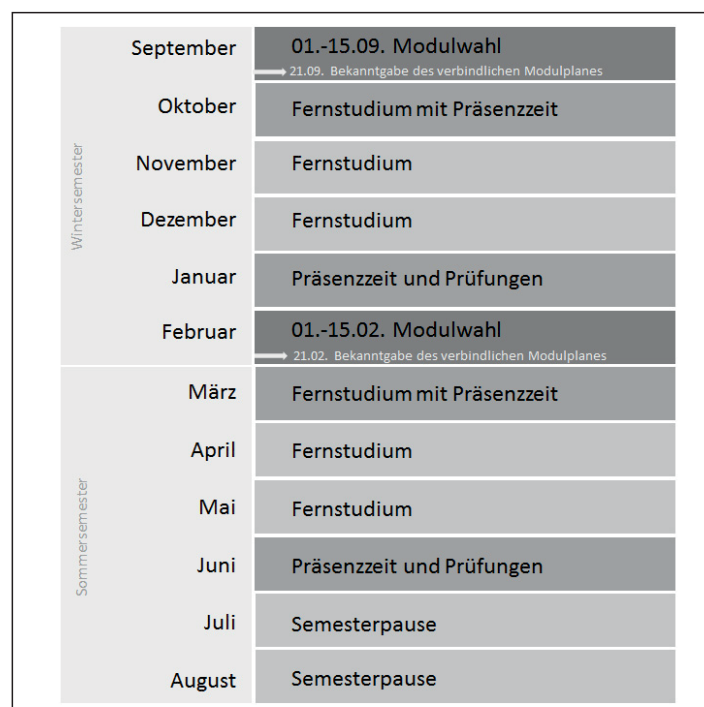 Wintersemester
September
01.-15.09. Modulwahl
21.09. Bekanntgabe des verbindlichen Modulplanes
Oktober
Fernstudium mit Präsenzzeit
November
Fernstudium
Dezember
Fernstudium
Januar
Präsenzzeit und Prüfungen
Februar
01.-15.02. Modulwahl
21.02. Bekanntgabe des verbindlichen Modulplanes
Sommersemester
März
Fernstudium mit Präsenzzeit
April
Fernstudium
Mai
Fernstudium
Juni
Präsenzzeit und Prüfungen
Juli
Semesterpause
August
Semesterpause